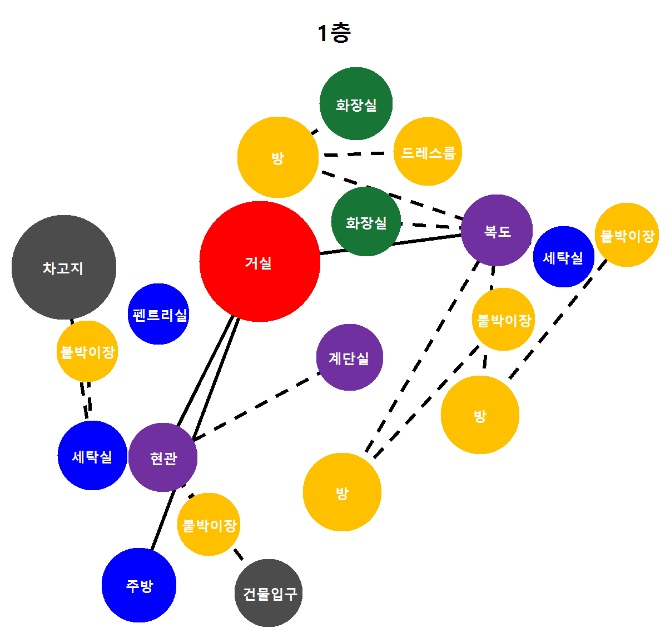 1층
화장실
방
드레스룸
화장실
복도
붙박이장
세탁실
거실
차고지
펜트리실
붙박이장
붙박이장
계단실
방
세탁실
현관
방
붙박이장
주방
건물입구